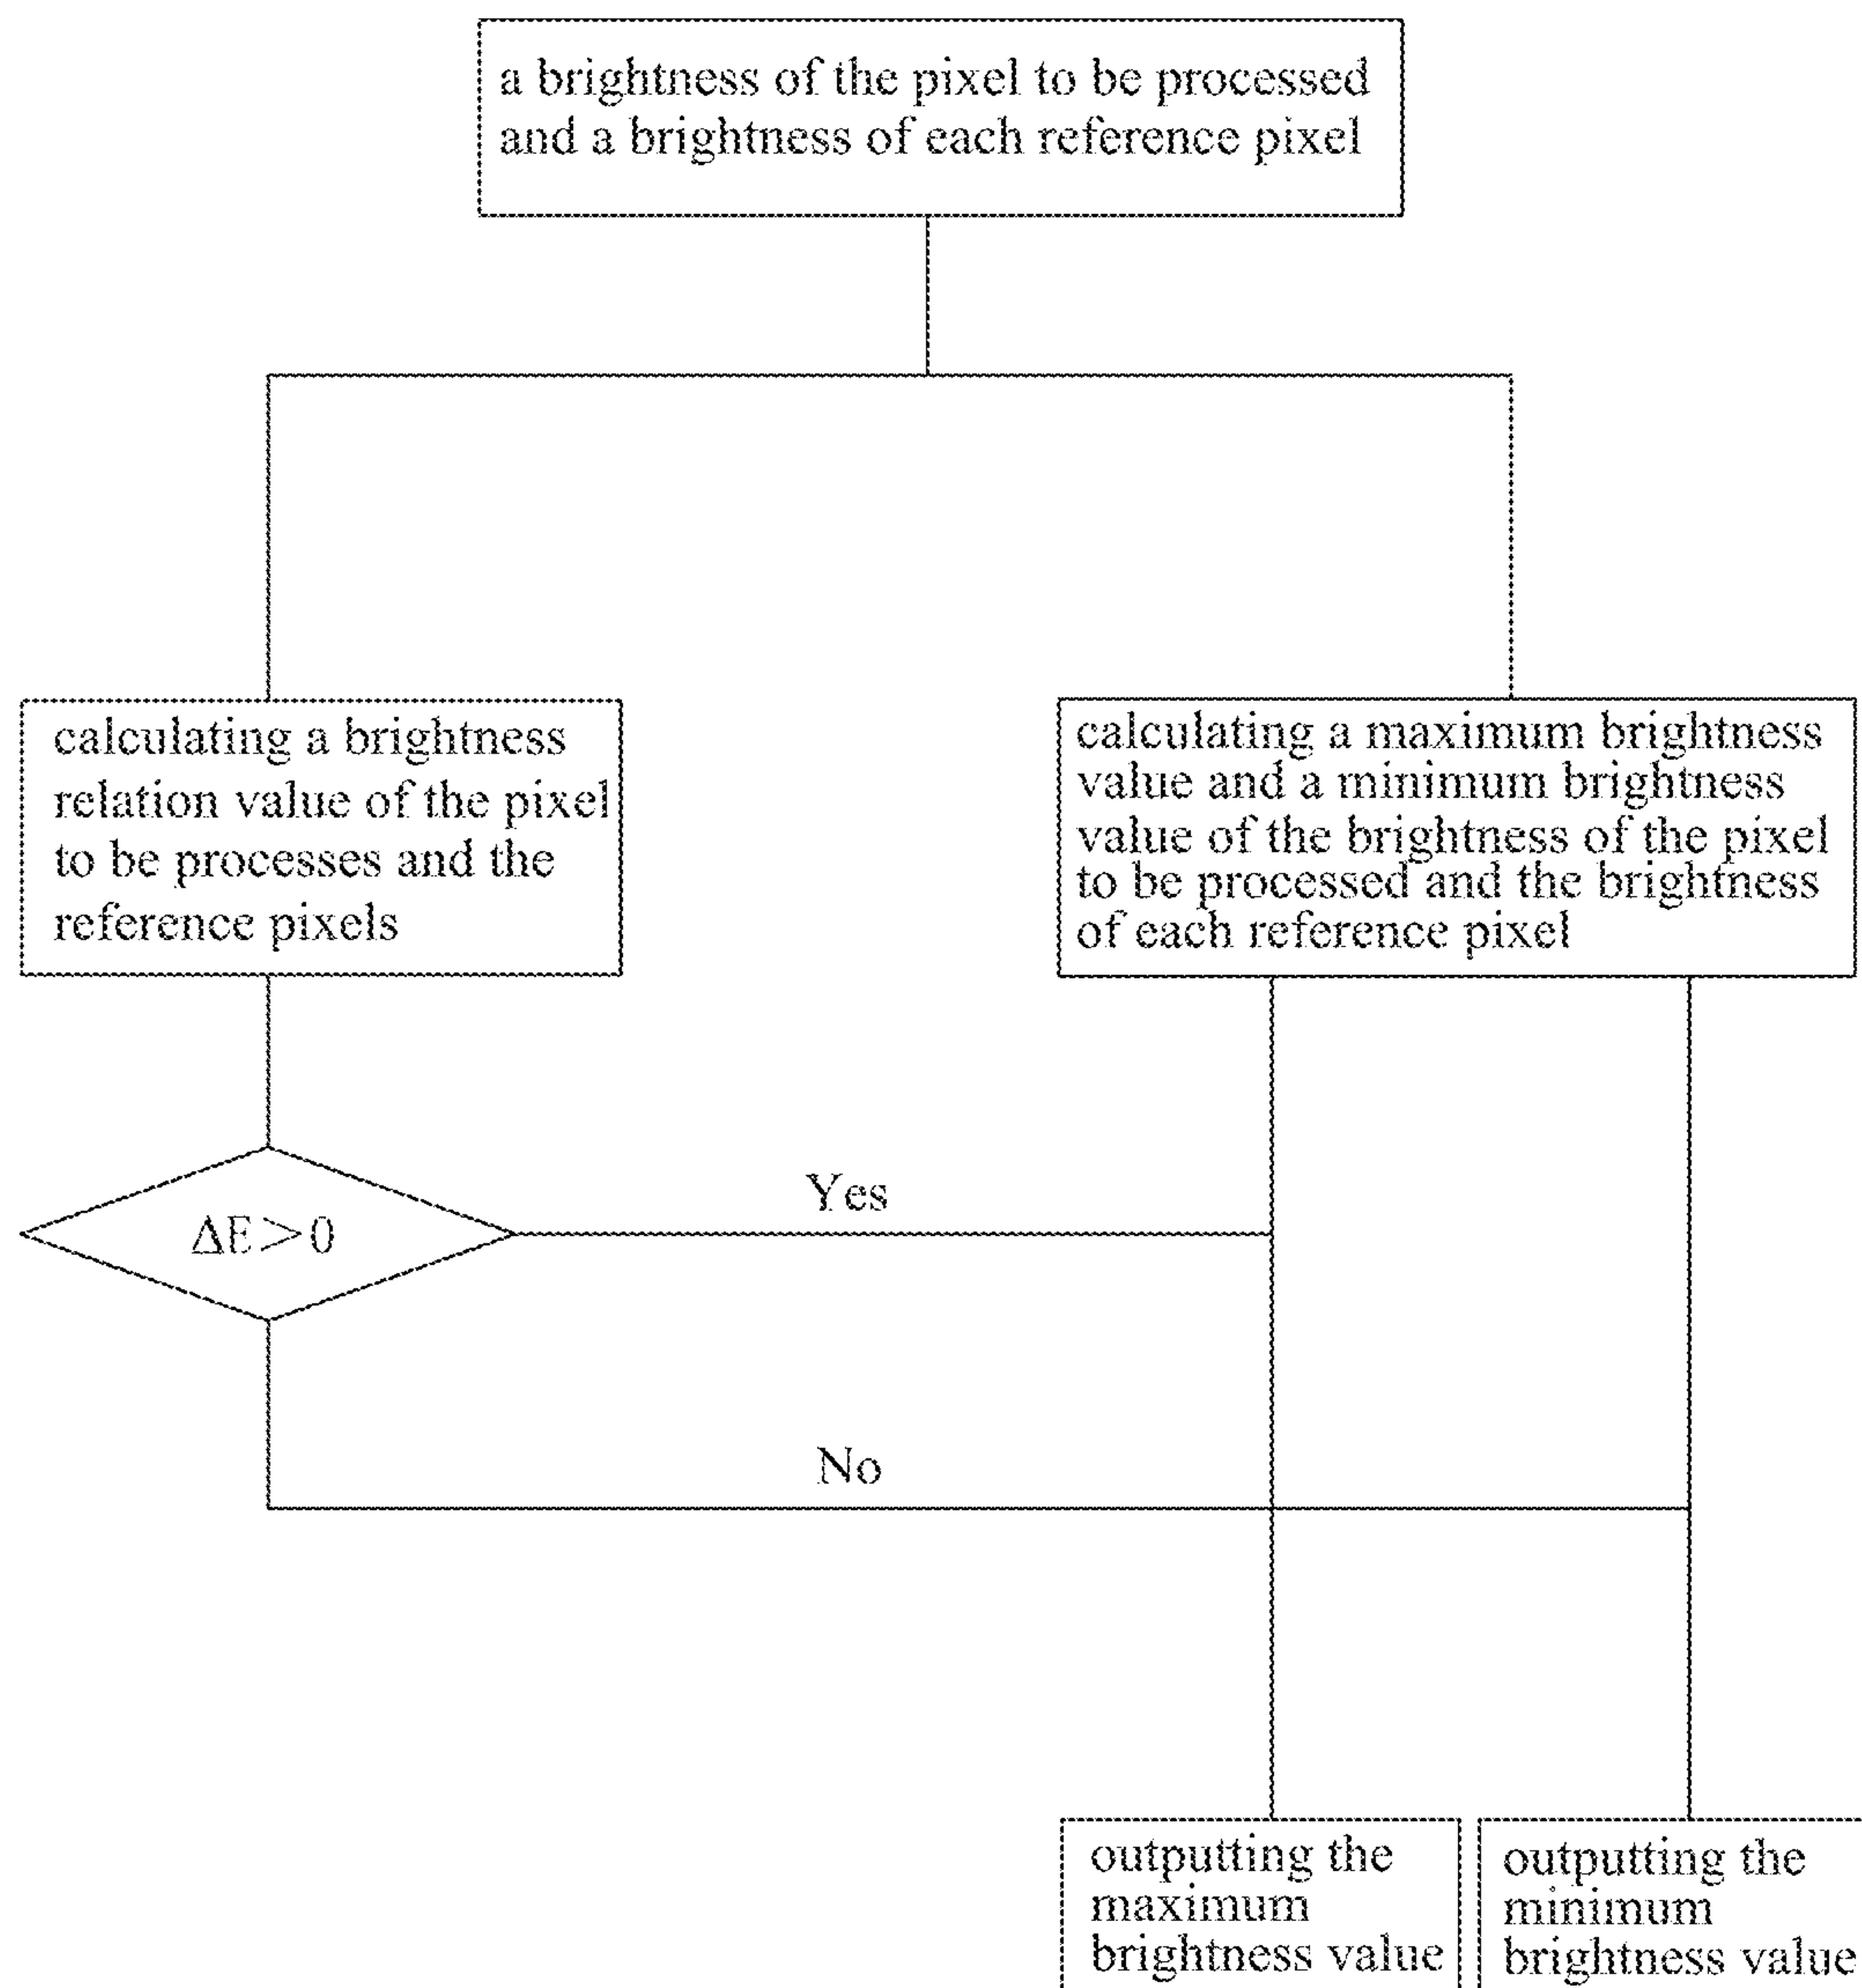 a brightness of the pixel to be processed
and a brightness of each reference pixel
calculating a brightness
relation value of the pixel
to be processes and the
reference pixels
calculating a maximum brightness
value and a minimum brightness
value of the brightness of the pixel
to be processed and the brightness
of each reference pixel
ΔE＞0
Yes
No
outputting the
maximum
brightness value
outputting the
minimum
brightness value